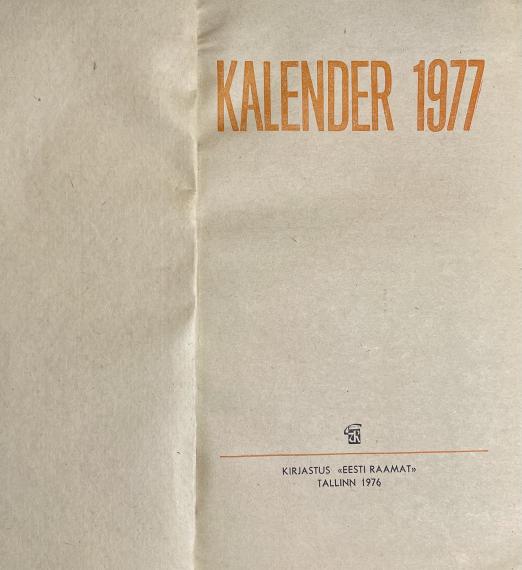 KALENDER 1977
KIRJASTUS «EESTI RAAMAT»
TALLINN 1976